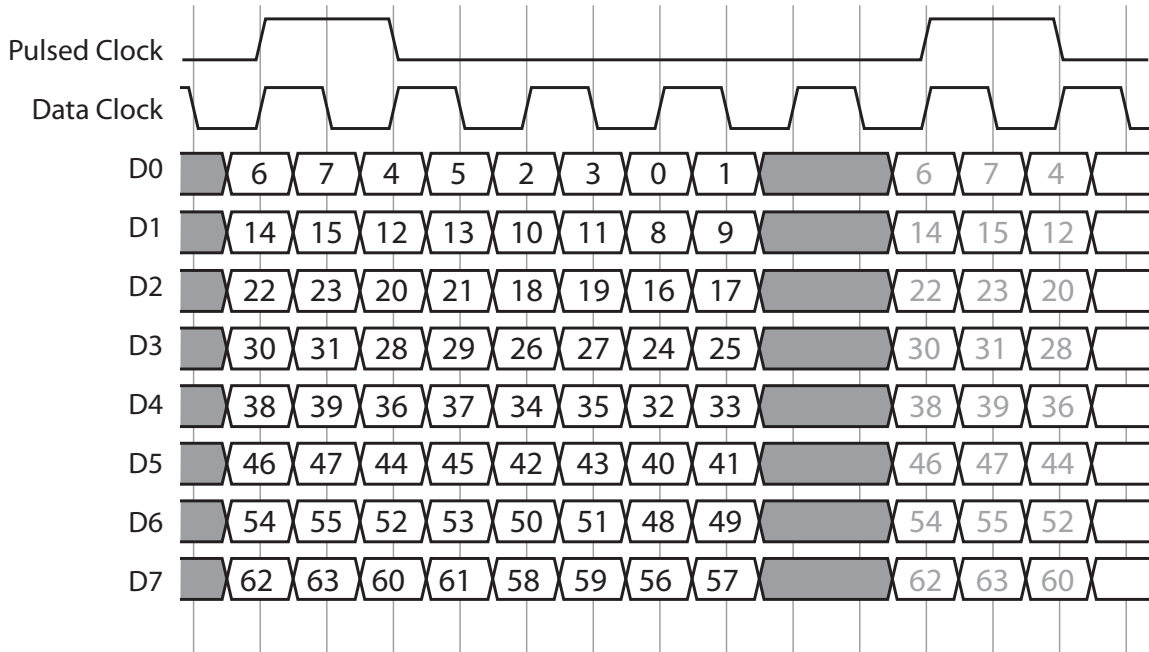 Pulsed Clock
Data Clock
D0 6 7 4 5 2 3 0 1 6 7 4
D1 14 15 12 13 10 11 8 9 14 15 12
D2 22 23 20 21 18 19 16 17 22 23 20
D3 30 31 28 29 26 27 24 25 30 31 28
D4 38 39 36 37 34 35 32 33 38 39 36
D5 46 47 44 45 42 43 40 41 46 47 44
D6 54 55 52 53 50 51 48 49 54 55 52
D7 62 63 60 61 58 59 56 57 62 63 60